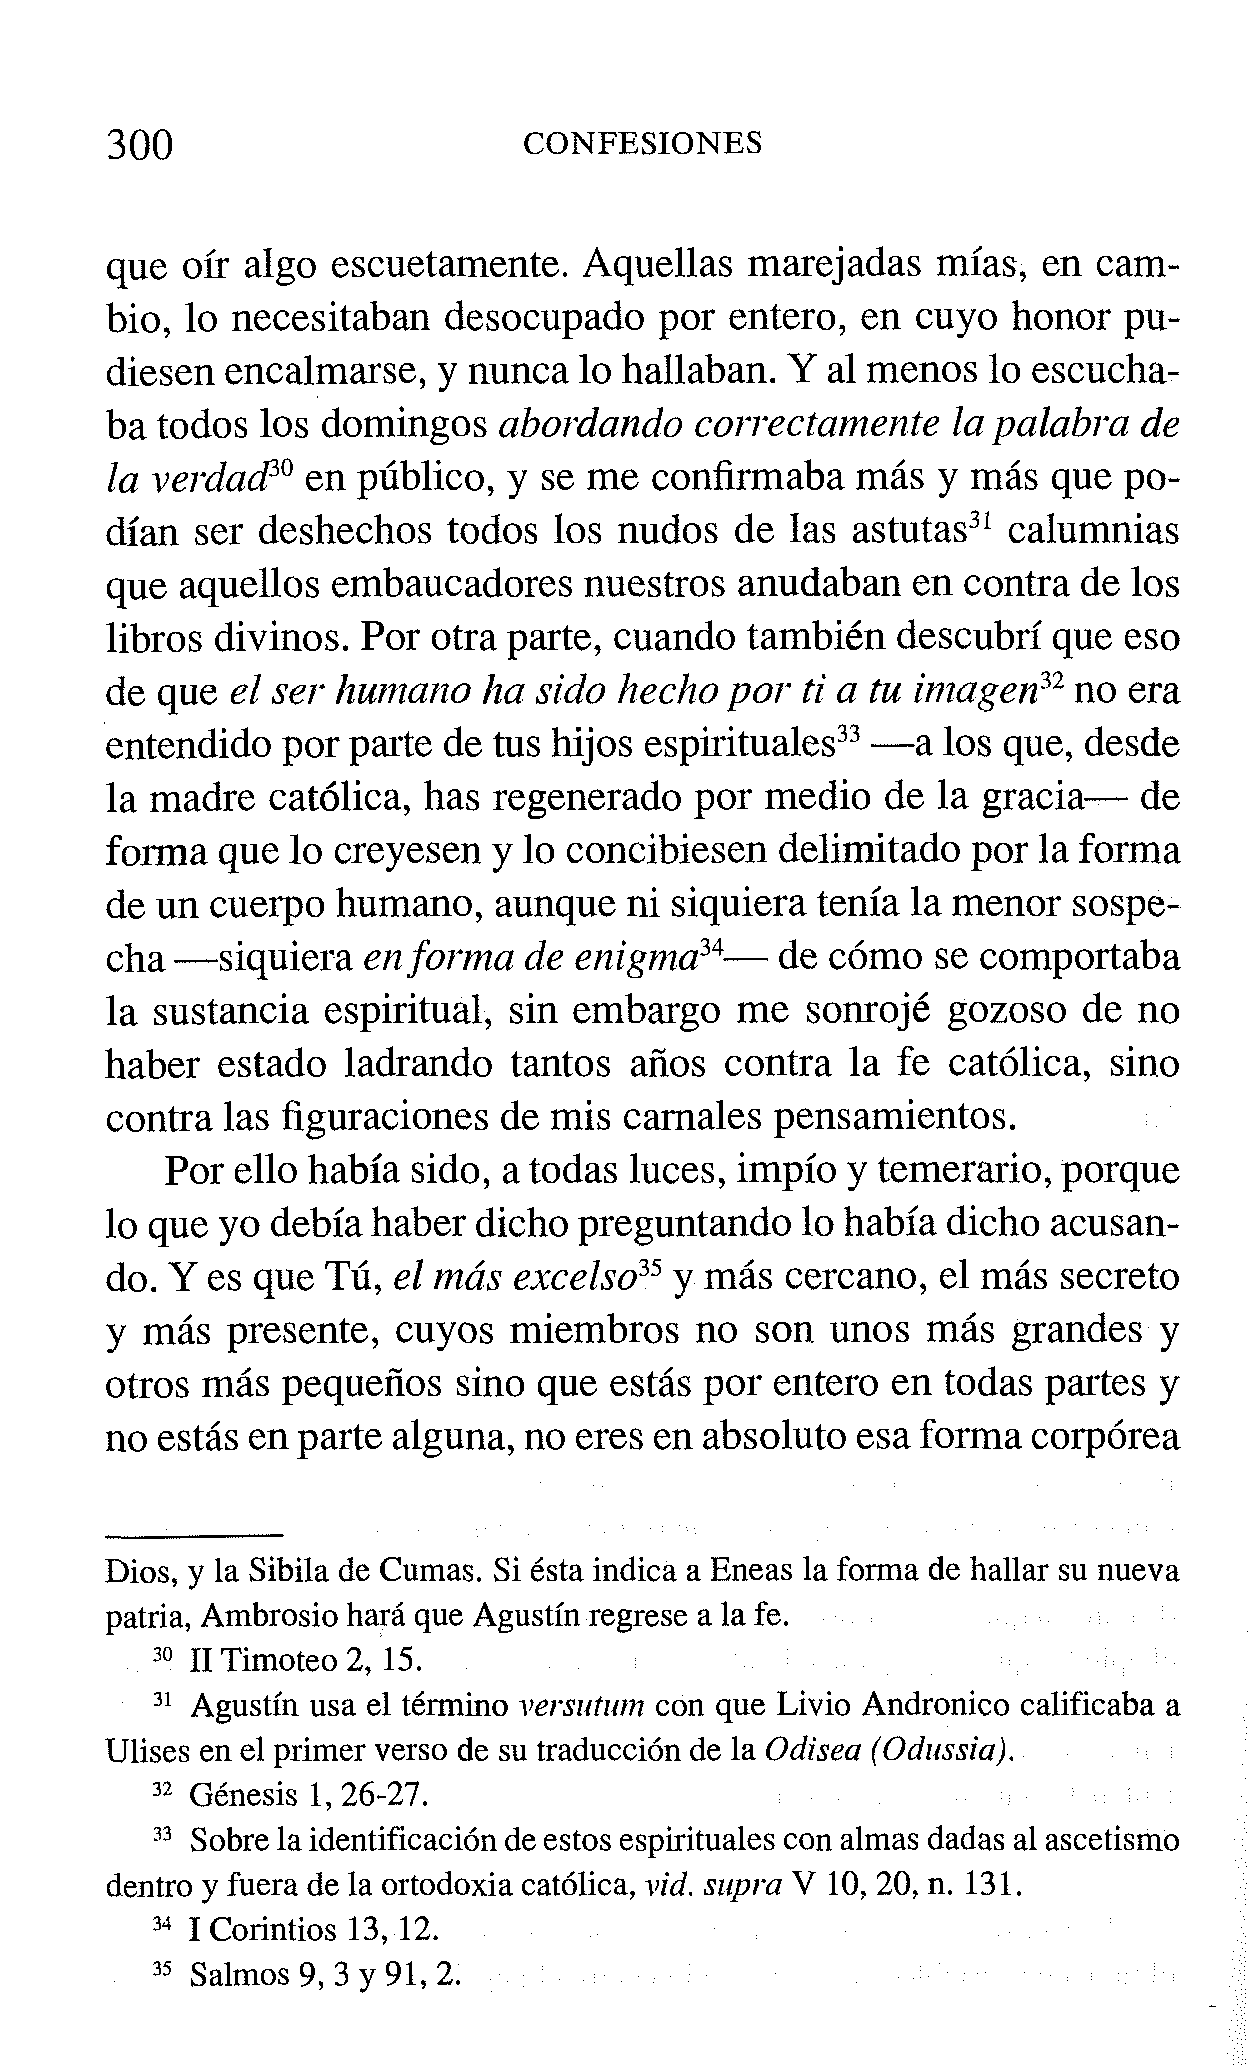 300 CONFESIONES
que oír algo escuetamente. Aquellas marejadas mías, en cam-
bio, lo necesitaban desocupado por entero, en cuyo honor pu-
diesen encalmarse, y nunca lo hallaban. Y al menos lo escucha-
ba todos los domingos abordando correctamente la palabra de
la verdad³⁰ en público, y se me confirmaba más y más que po-
dían ser deshechos todos los nudos de las astutas³¹ calumnias
que aquellos embaucadores nuestros anudaban en contra de los
libros divinos. Por otra parte, cuando también descubrí que eso
de que el ser humano ha sido hecho por ti a tu imagen³² no era
entendido por parte de tus hijos espirituales³³ —a los que, desde
la madre católica, has regenerado por medio de la gracia— de
forma que lo creyesen y lo concibiesen delimitado por la forma
de un cuerpo humano, aunque ni siquiera tenía la menor sospe-
cha —siquiera en forma de enigma³⁴— de cómo se comportaba
la sustancia espiritual, sin embargo me sonrojé gozoso de no
haber estado ladrando tantos años contra la fe católica, sino
contra las figuraciones de mis carnales pensamientos.
Por ello había sido, a todas luces, impío y temerario, porque
lo que yo debía haber dicho preguntando lo había dicho acusan-
do. Y es que Tú, el más excelso³⁵ y más cercano, el más secreto
y más presente, cuyos miembros no son unos más grandes y
otros más pequeños sino que estás por entero en todas partes y
no estás en parte alguna, no eres en absoluto esa forma corpórea
Dios, y la Sibila de Cumas. Si ésta indica a Eneas la forma de hallar su nueva
patria, Ambrosio hará que Agustín regrese a la fe.
³⁰ II Timoteo 2, 15.
³¹ Agustín usa el término versutum con que Livio Andronico calificaba a
Ulises en el primer verso de su traducción de la Odisea (Odussia).
³² Génesis 1, 26-27.
³³ Sobre la identificación de estos espirituales con almas dadas al ascetismo
dentro y fuera de la ortodoxia católica, vid. supra V 10, 20, n. 131.
³⁴ I Corintios 13, 12.
³⁵ Salmos 9, 3 y 91, 2.